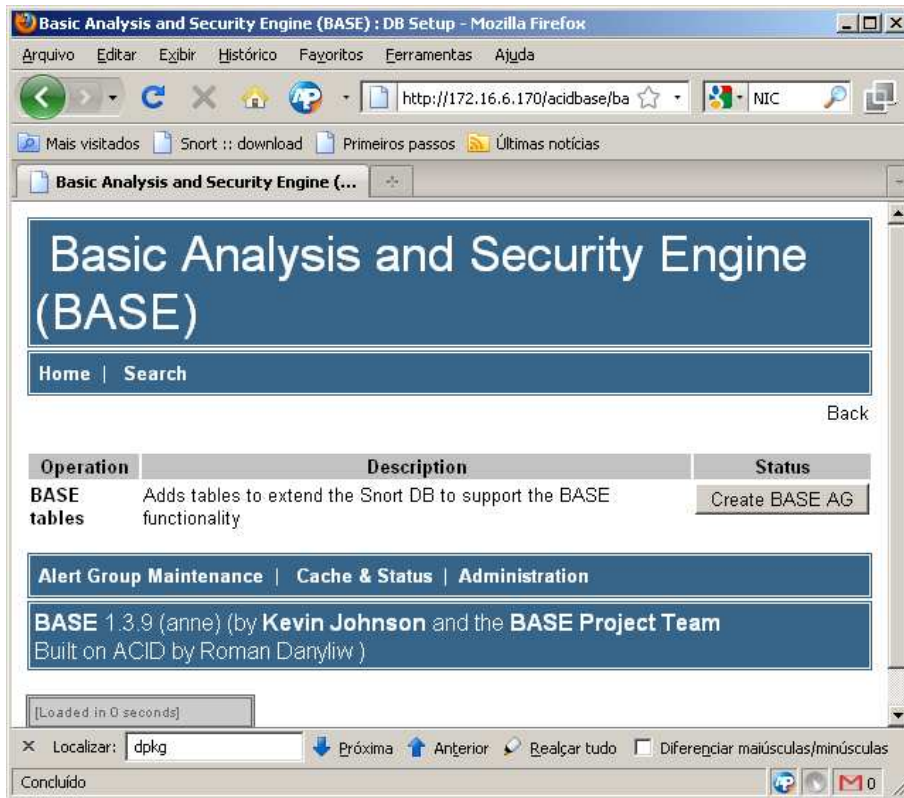 Basic Analysis and Security Engine (BASE) : DB Setup - Mozilla Firefox
Arquivo Editar Exibir Histórico Favoritos Ferramentas Ajuda
http://172.16.6.170/acidbase/ba NIC
Mais visitados Snort :: download Primeiros passos Últimas notícias
Basic Analysis and Security Engine (...
Basic Analysis and Security Engine
(BASE)
Home | Search
Back
Operation Description Status
BASE Adds tables to extend the Snort DB to support the BASE Create BASE AG
tables functionality
Alert Group Maintenance | Cache & Status | Administration
BASE 1.3.9 (anne) (by Kevin Johnson and the BASE Project Team
Built on ACID by Roman Danyliw )
[Loaded in 0 seconds]
Localizar: dpkg Próxima Anterior Realçar tudo Diferenciar maiúsculas/minúsculas
Concluído 0